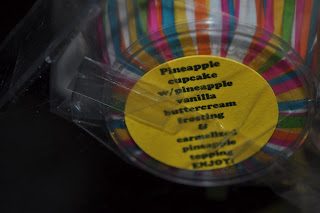 Pineapple
cupcake
w/pineapple
vanilla
buttercream
frosting
&
carmelized
pineapple
topping
ENJOY!